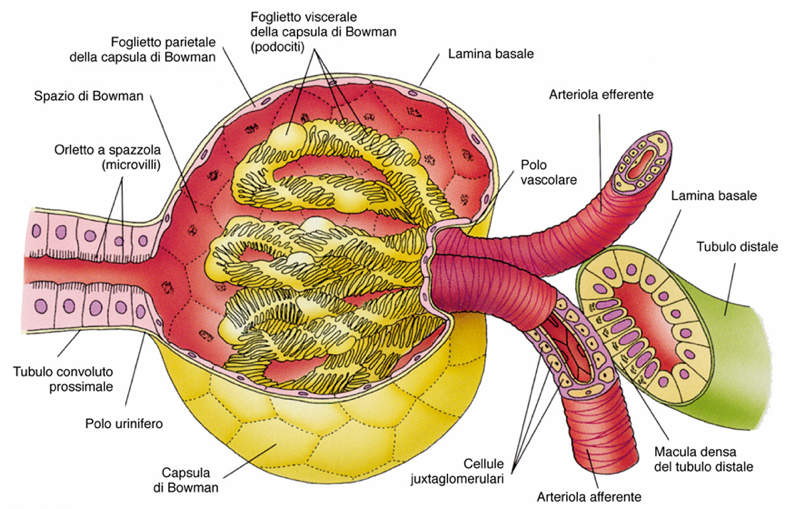 Foglietto viscerale
della capsula di Bowman
(podociti)
Foglietto parietale
della capsula di Bowman
Lamina basale
Spazio di Bowman
Arteriola efferente
Orletto a spazzola
(microvilli)
Polo
vascolare
Lamina basale
Tubulo distale
Tubulo convoluto
prossimale
Polo urinifero
Capsula
di Bowman
Cellule
juxtaglomerulari
Macula densa
del tubulo distale
Arteriola afferente